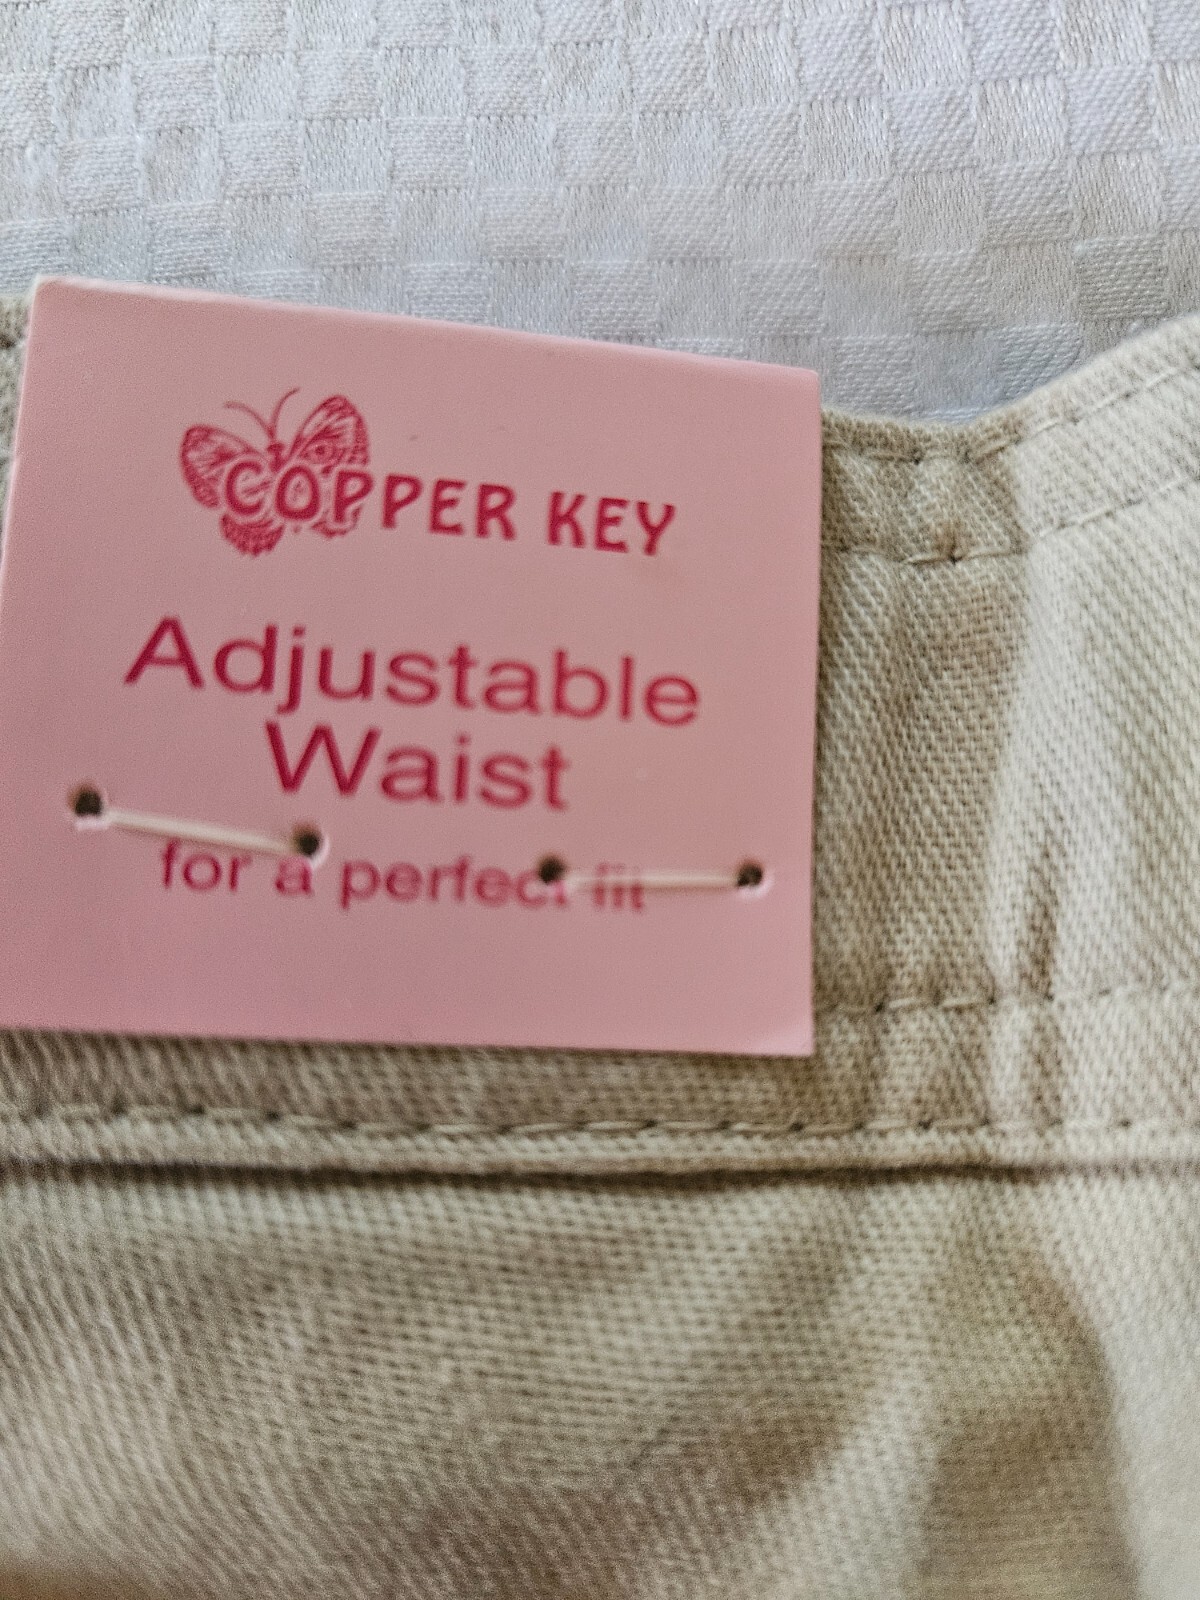 COPPER KEY
Adjustable
Waist
for a perfect fit